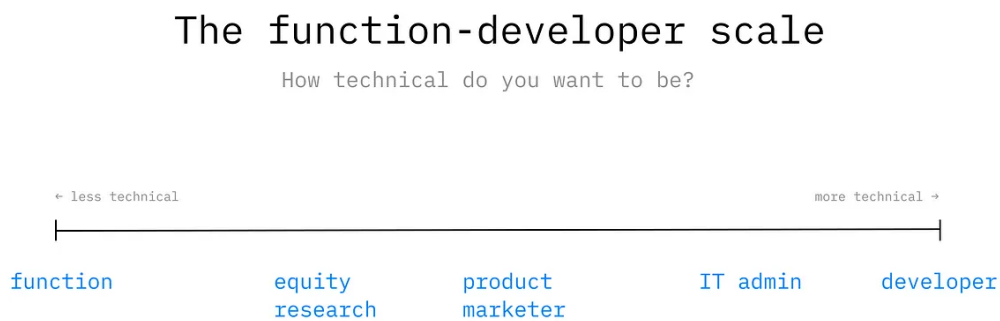 The function-developer scale
How technical do you want to be?
← less technical
more technical →
function
equity
research
product
marketer
IT admin
developer